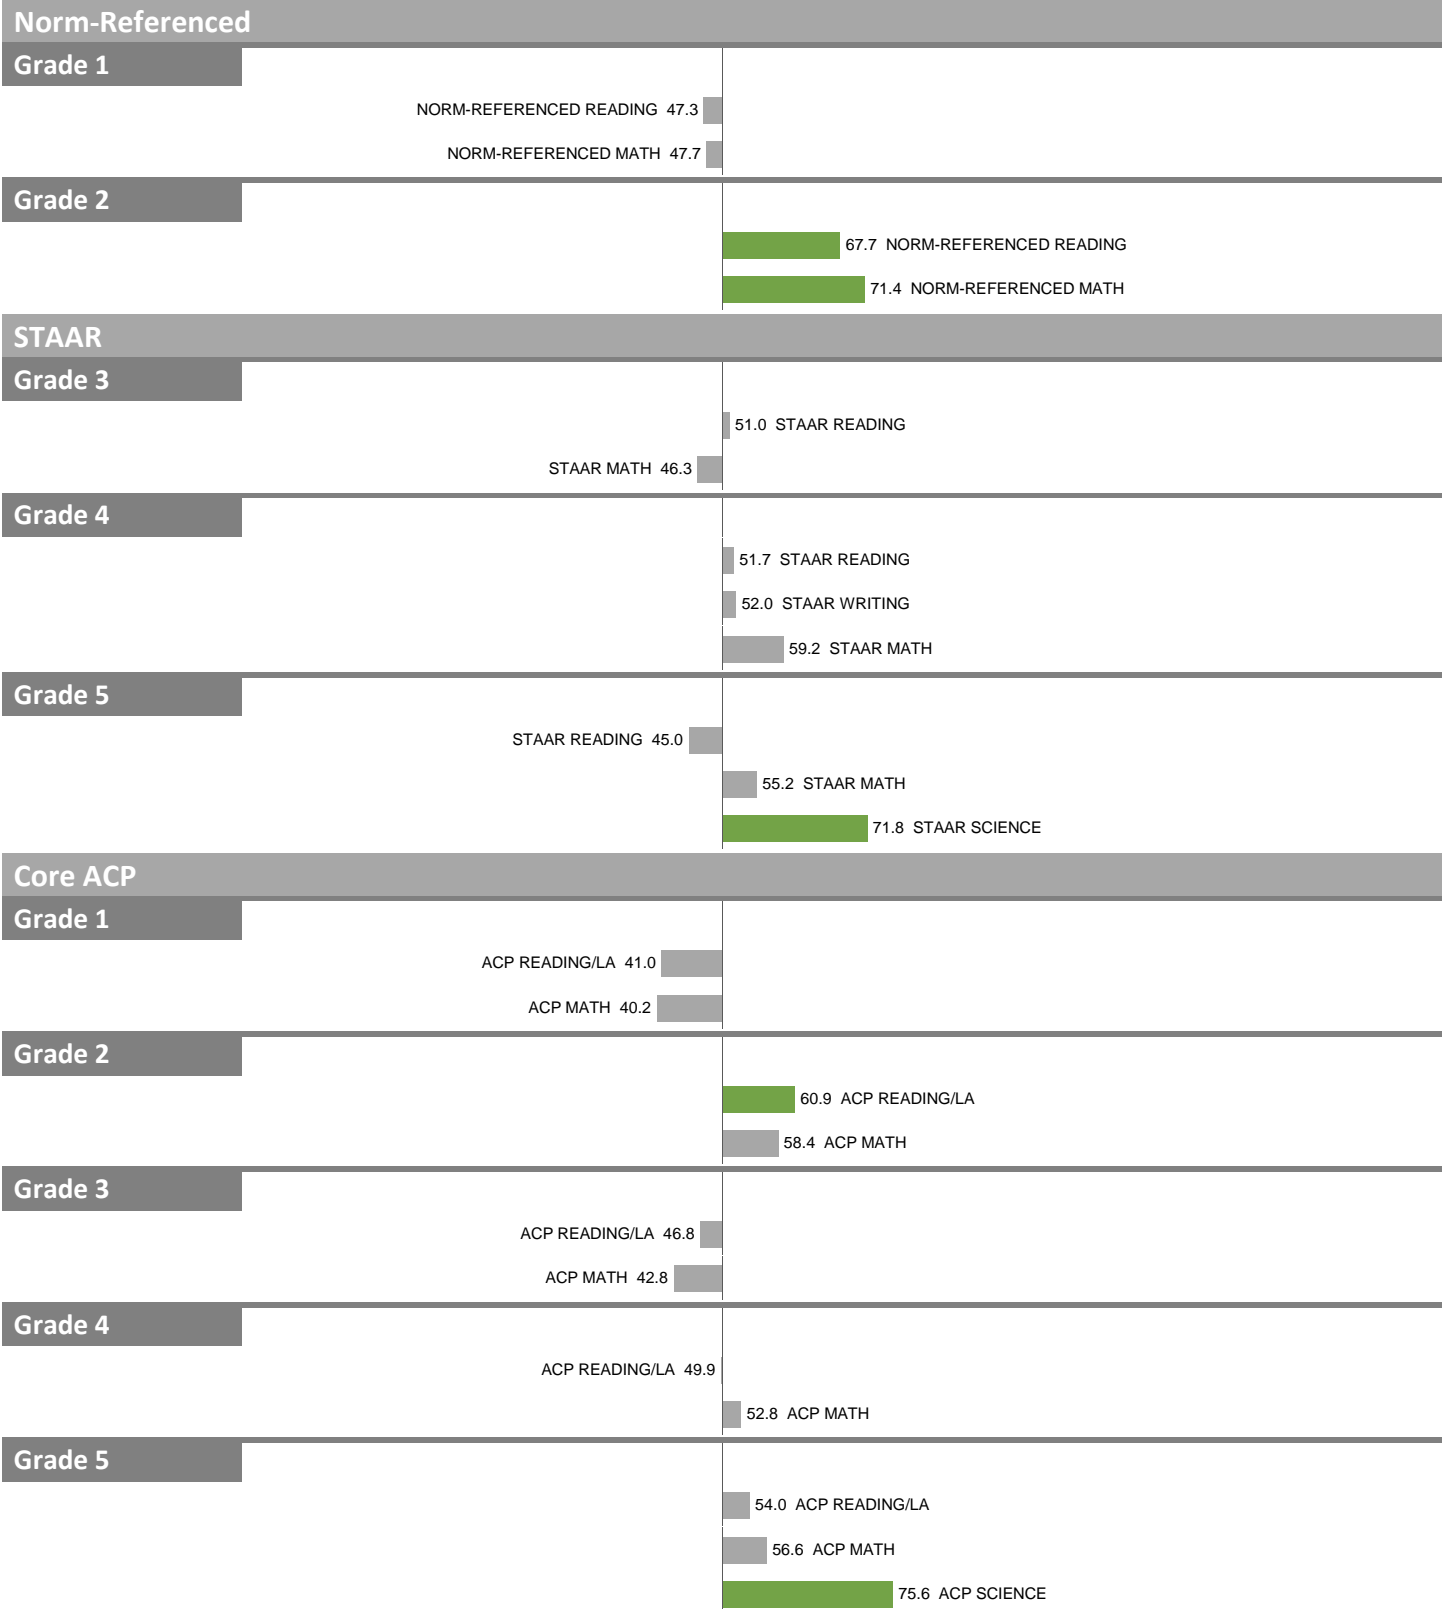 Norm-Referenced
Grade 1
NORM-REFERENCED READING 47.3
NORM-REFERENCED MATH 47.7
Grade 2
67.7 NORM-REFERENCED READING
71.4 NORM-REFERENCED MATH
STAAR
Grade 3
51.0 STAAR READING
STAAR MATH 46.3
Grade 4
51.7 STAAR READING
52.0 STAAR WRITING
59.2 STAAR MATH
Grade 5
STAAR READING 45.0
55.2 STAAR MATH
71.8 STAAR SCIENCE
Core ACP
Grade 1
ACP READING/LA 41.0
ACP MATH 40.2
Grade 2
60.9 ACP READING/LA
58.4 ACP MATH
Grade 3
ACP READING/LA 46.8
ACP MATH 42.8
Grade 4
ACP READING/LA 49.9
52.8 ACP MATH
Grade 5
54.0 ACP READING/LA
56.6 ACP MATH
75.6 ACP SCIENCE